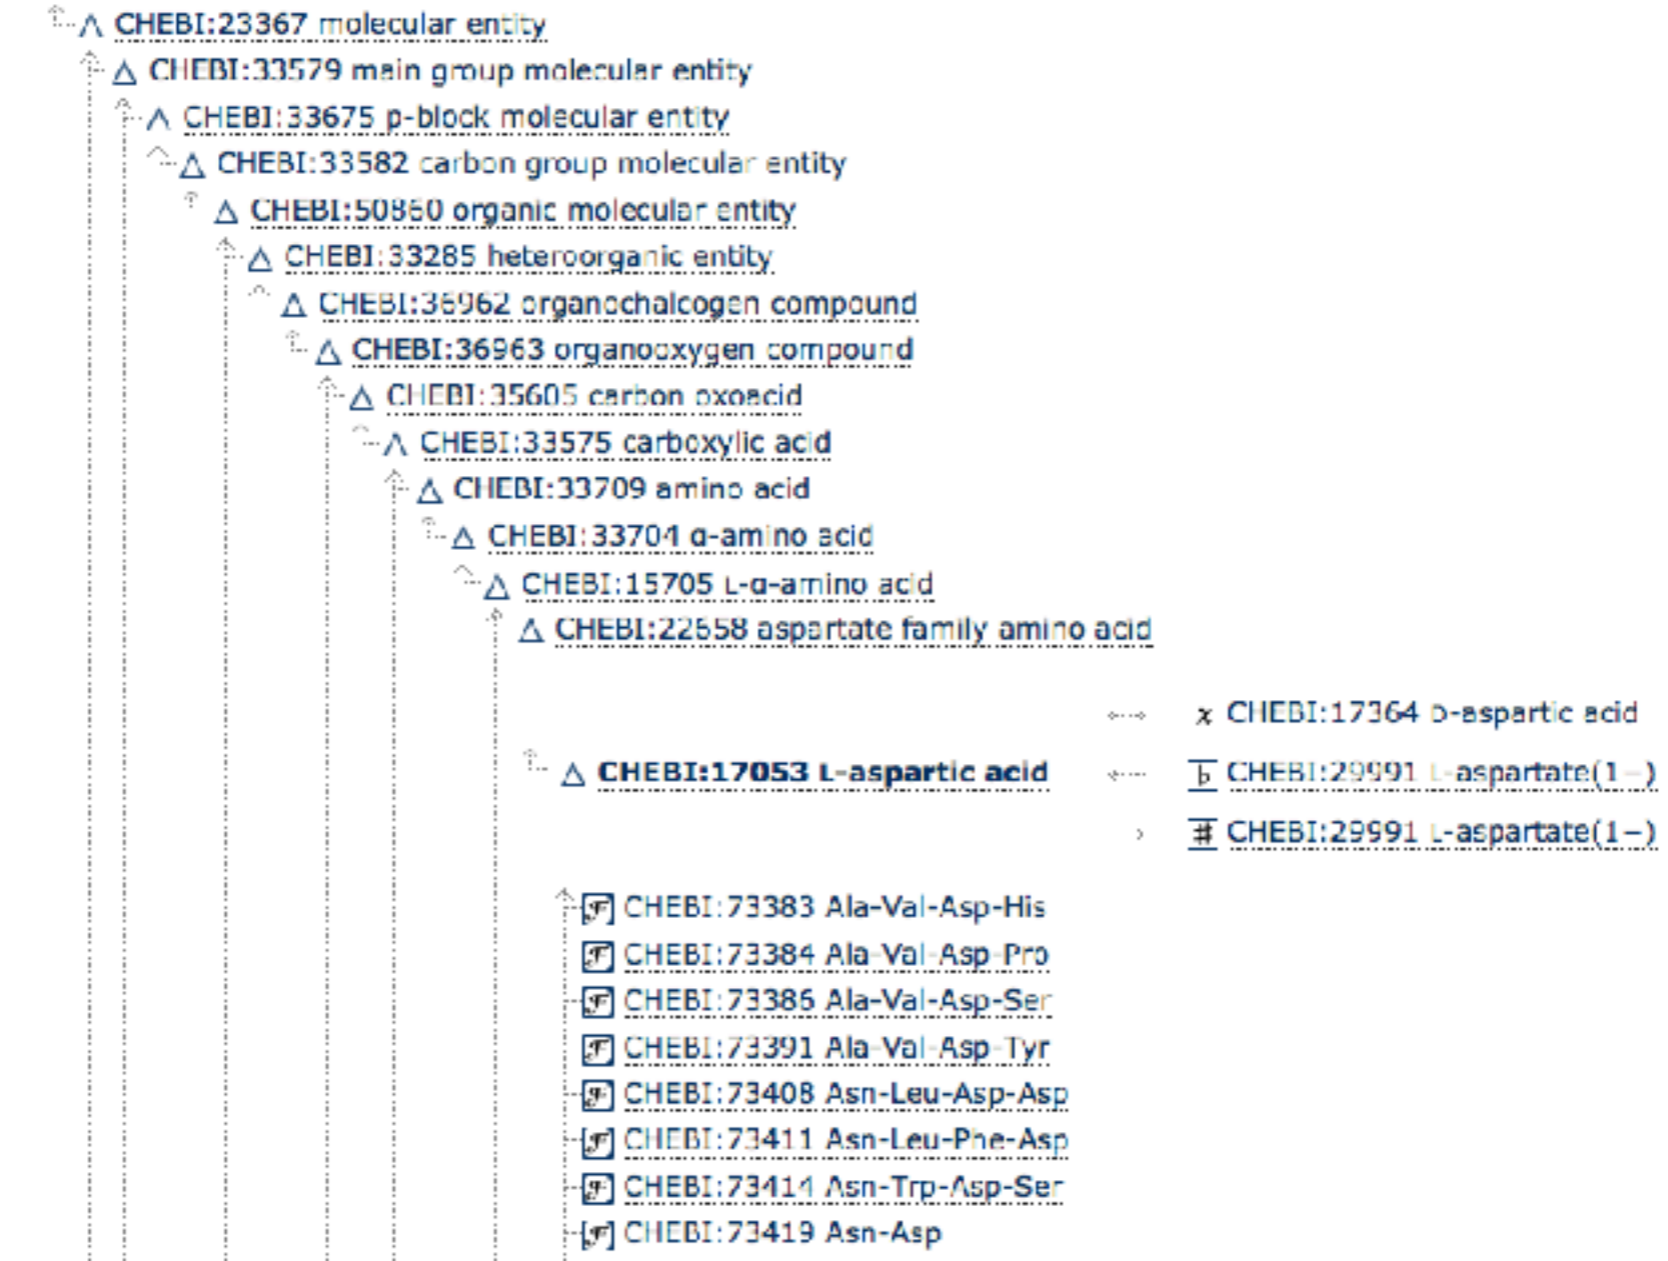 CHEBI:23367 molecular entity
CHEBI:33579 main group molecular entity
CHEBI:33675 p-block molecular entity
CHEBI:33582 carbon group molecular entity
CHEBI:50860 organic molecular entity
CHEBI:33285 heteroorganic entity
CHEBI:36962 organochalcogen compound
CHEBI:36963 organooxygen compound
CHEBI:35605 carbon oxoacid
CHEBI:33575 carboxylic acid
CHEBI:33709 amino acid
CHEBI:33704 α-amino acid
CHEBI:15705 L-α-amino acid
CHEBI:22658 aspartate family amino acid
CHEBI:17364 D-aspartic acid
CHEBI:17053 L-aspartic acid
CHEBI:29991 L-aspartate(1−)
CHEBI:29991 L-aspartate(1−)
CHEBI:73383 Ala-Val-Asp-His
CHEBI:73384 Ala-Val-Asp-Pro
CHEBI:73386 Ala-Val-Asp-Ser
CHEBI:73391 Ala-Val-Asp-Tyr
CHEBI:73408 Asn-Leu-Asp-Asp
CHEBI:73411 Asn-Leu-Phe-Asp
CHEBI:73414 Asn-Trp-Asp-Ser
CHEBI:73419 Asn-Asp